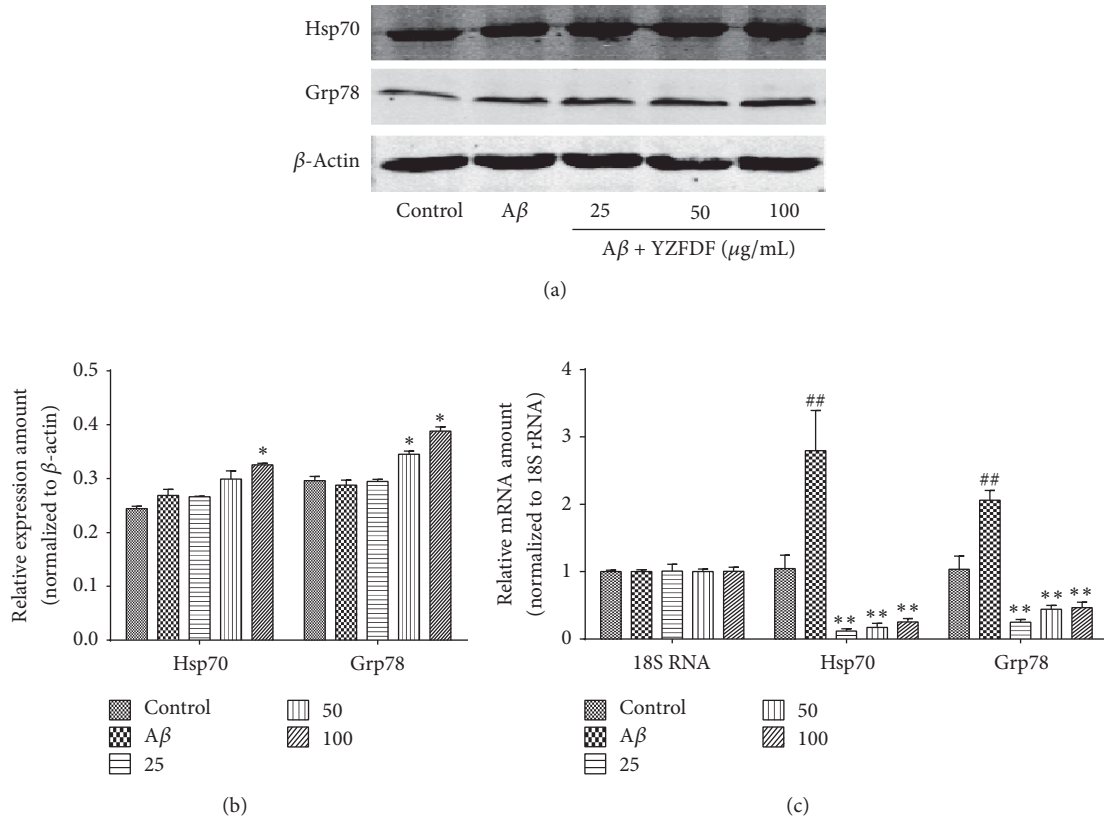 Hsp70
Grp78
β-Actin
Control Aβ 25 50 100
Aβ + YZFDF (μg/mL)
(a)
Relative expression amount
(normalized to β-actin)
0.5
0.4
0.3
0.2
0.1
0.0
*
*
*
Hsp70 Grp78
Control
Aβ
25
50
100
(b)
Relative mRNA amount
(normalized to 18S rRNA)
4
3
2
1
0
##
##
** ** **
** ** **
18S RNA Hsp70 Grp78
Control
Aβ
25
50
100
(c)